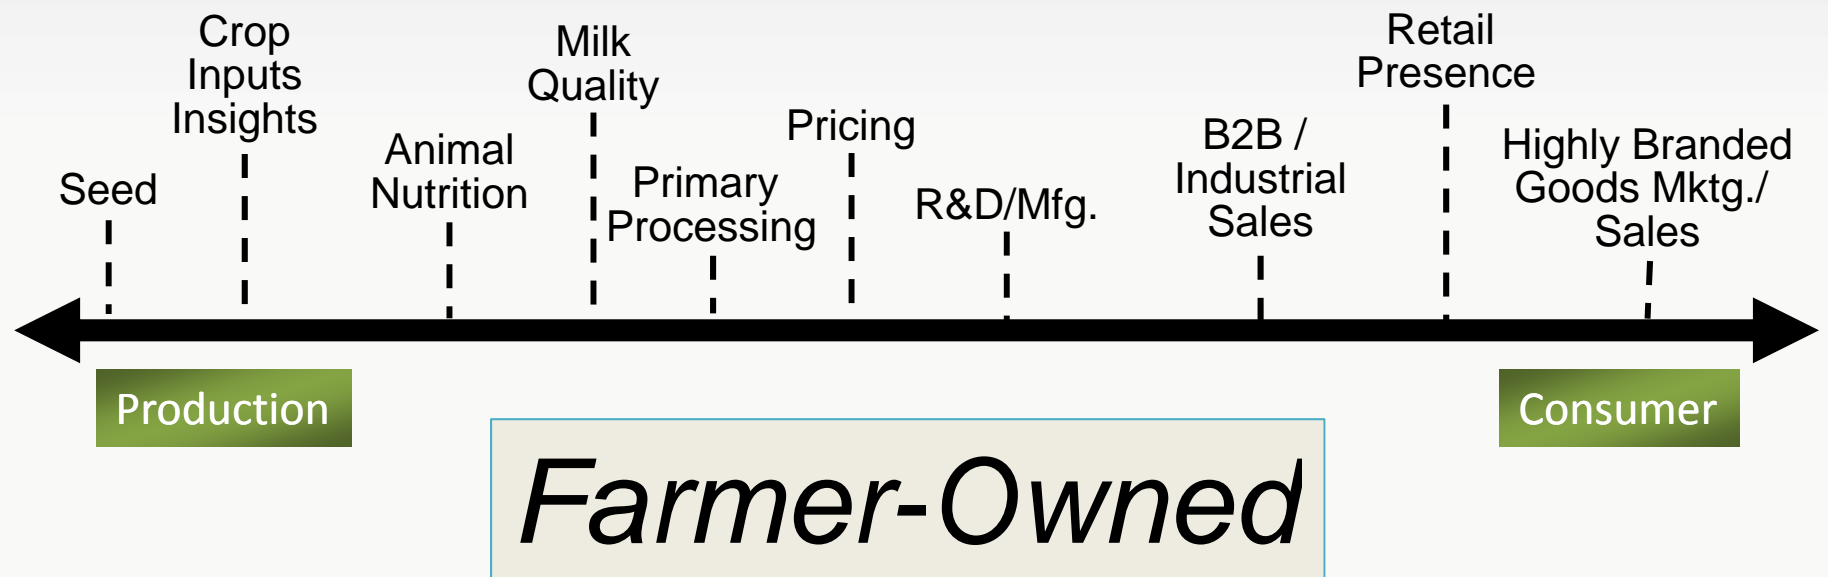 Seed
Crop
Inputs
Insights
Animal
Nutrition
Milk
Quality
Primary
Processing
Pricing
R&D/Mfg.
B2B /
Industrial
Sales
Retail
Presence
Highly Branded
Goods Mktg./
Sales
Production
Consumer
Farmer-Owned